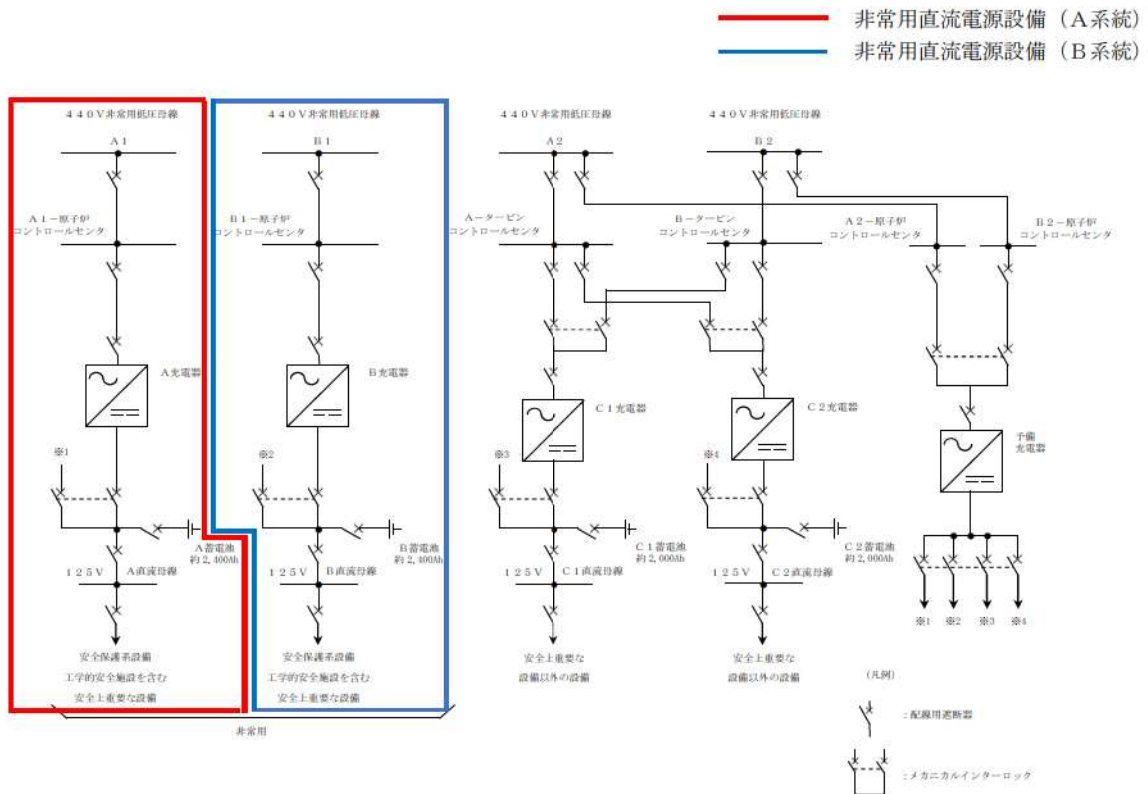 非常用直流電源設備（A系統）
非常用直流電源設備（B系統）
440V非常用低圧母線
A1
A1－原子炉
コントロールセンタ
A充電器
※1
A蓄電池
約2,400Ah
125V
A直流母線
安全保護系設備
工学的安全施設を含む
安全上重要な設備
440V非常用低圧母線
B1
B1－原子炉
コントロールセンタ
B充電器
※2
B蓄電池
約2,400Ah
125V
B直流母線
安全保護系設備
工学的安全施設を含む
安全上重要な設備
非常用
440V非常用低圧母線
A2
A－タービン
コントロールセンタ
C1充電器
※3
C1蓄電池
約2,000Ah
125V
C1直流母線
安全上重要な
設備以外の設備
440V非常用低圧母線
B2
B－タービン
コントロールセンタ
C2充電器
※4
C2蓄電池
約2,000Ah
125V
C2直流母線
安全上重要な
設備以外の設備
A2－原子炉
コントロールセンタ
B2－原子炉
コントロールセンタ
予備
充電器
※1 ※2 ※3 ※4
(凡例)
：配線用遮断器
：メカニカルインターロック